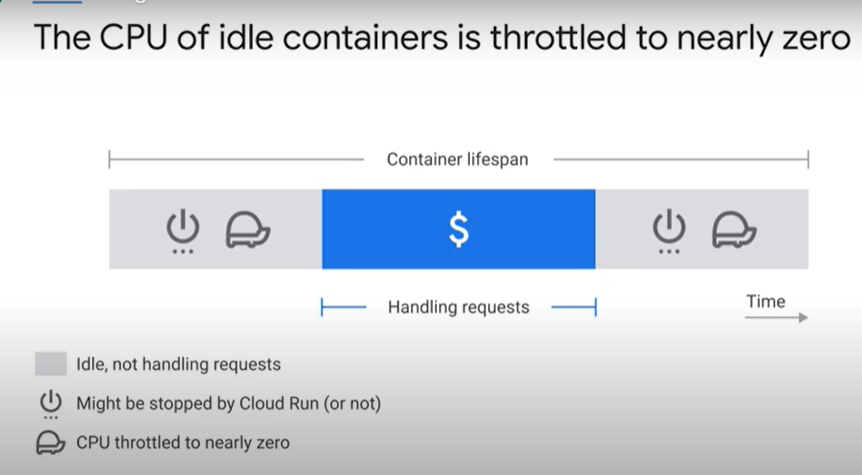 The CPU of idle containers is throttled to nearly zero
Container lifespan
$
Handling requests
Time
Idle, not handling requests
Might be stopped by Cloud Run (or not)
CPU throttled to nearly zero